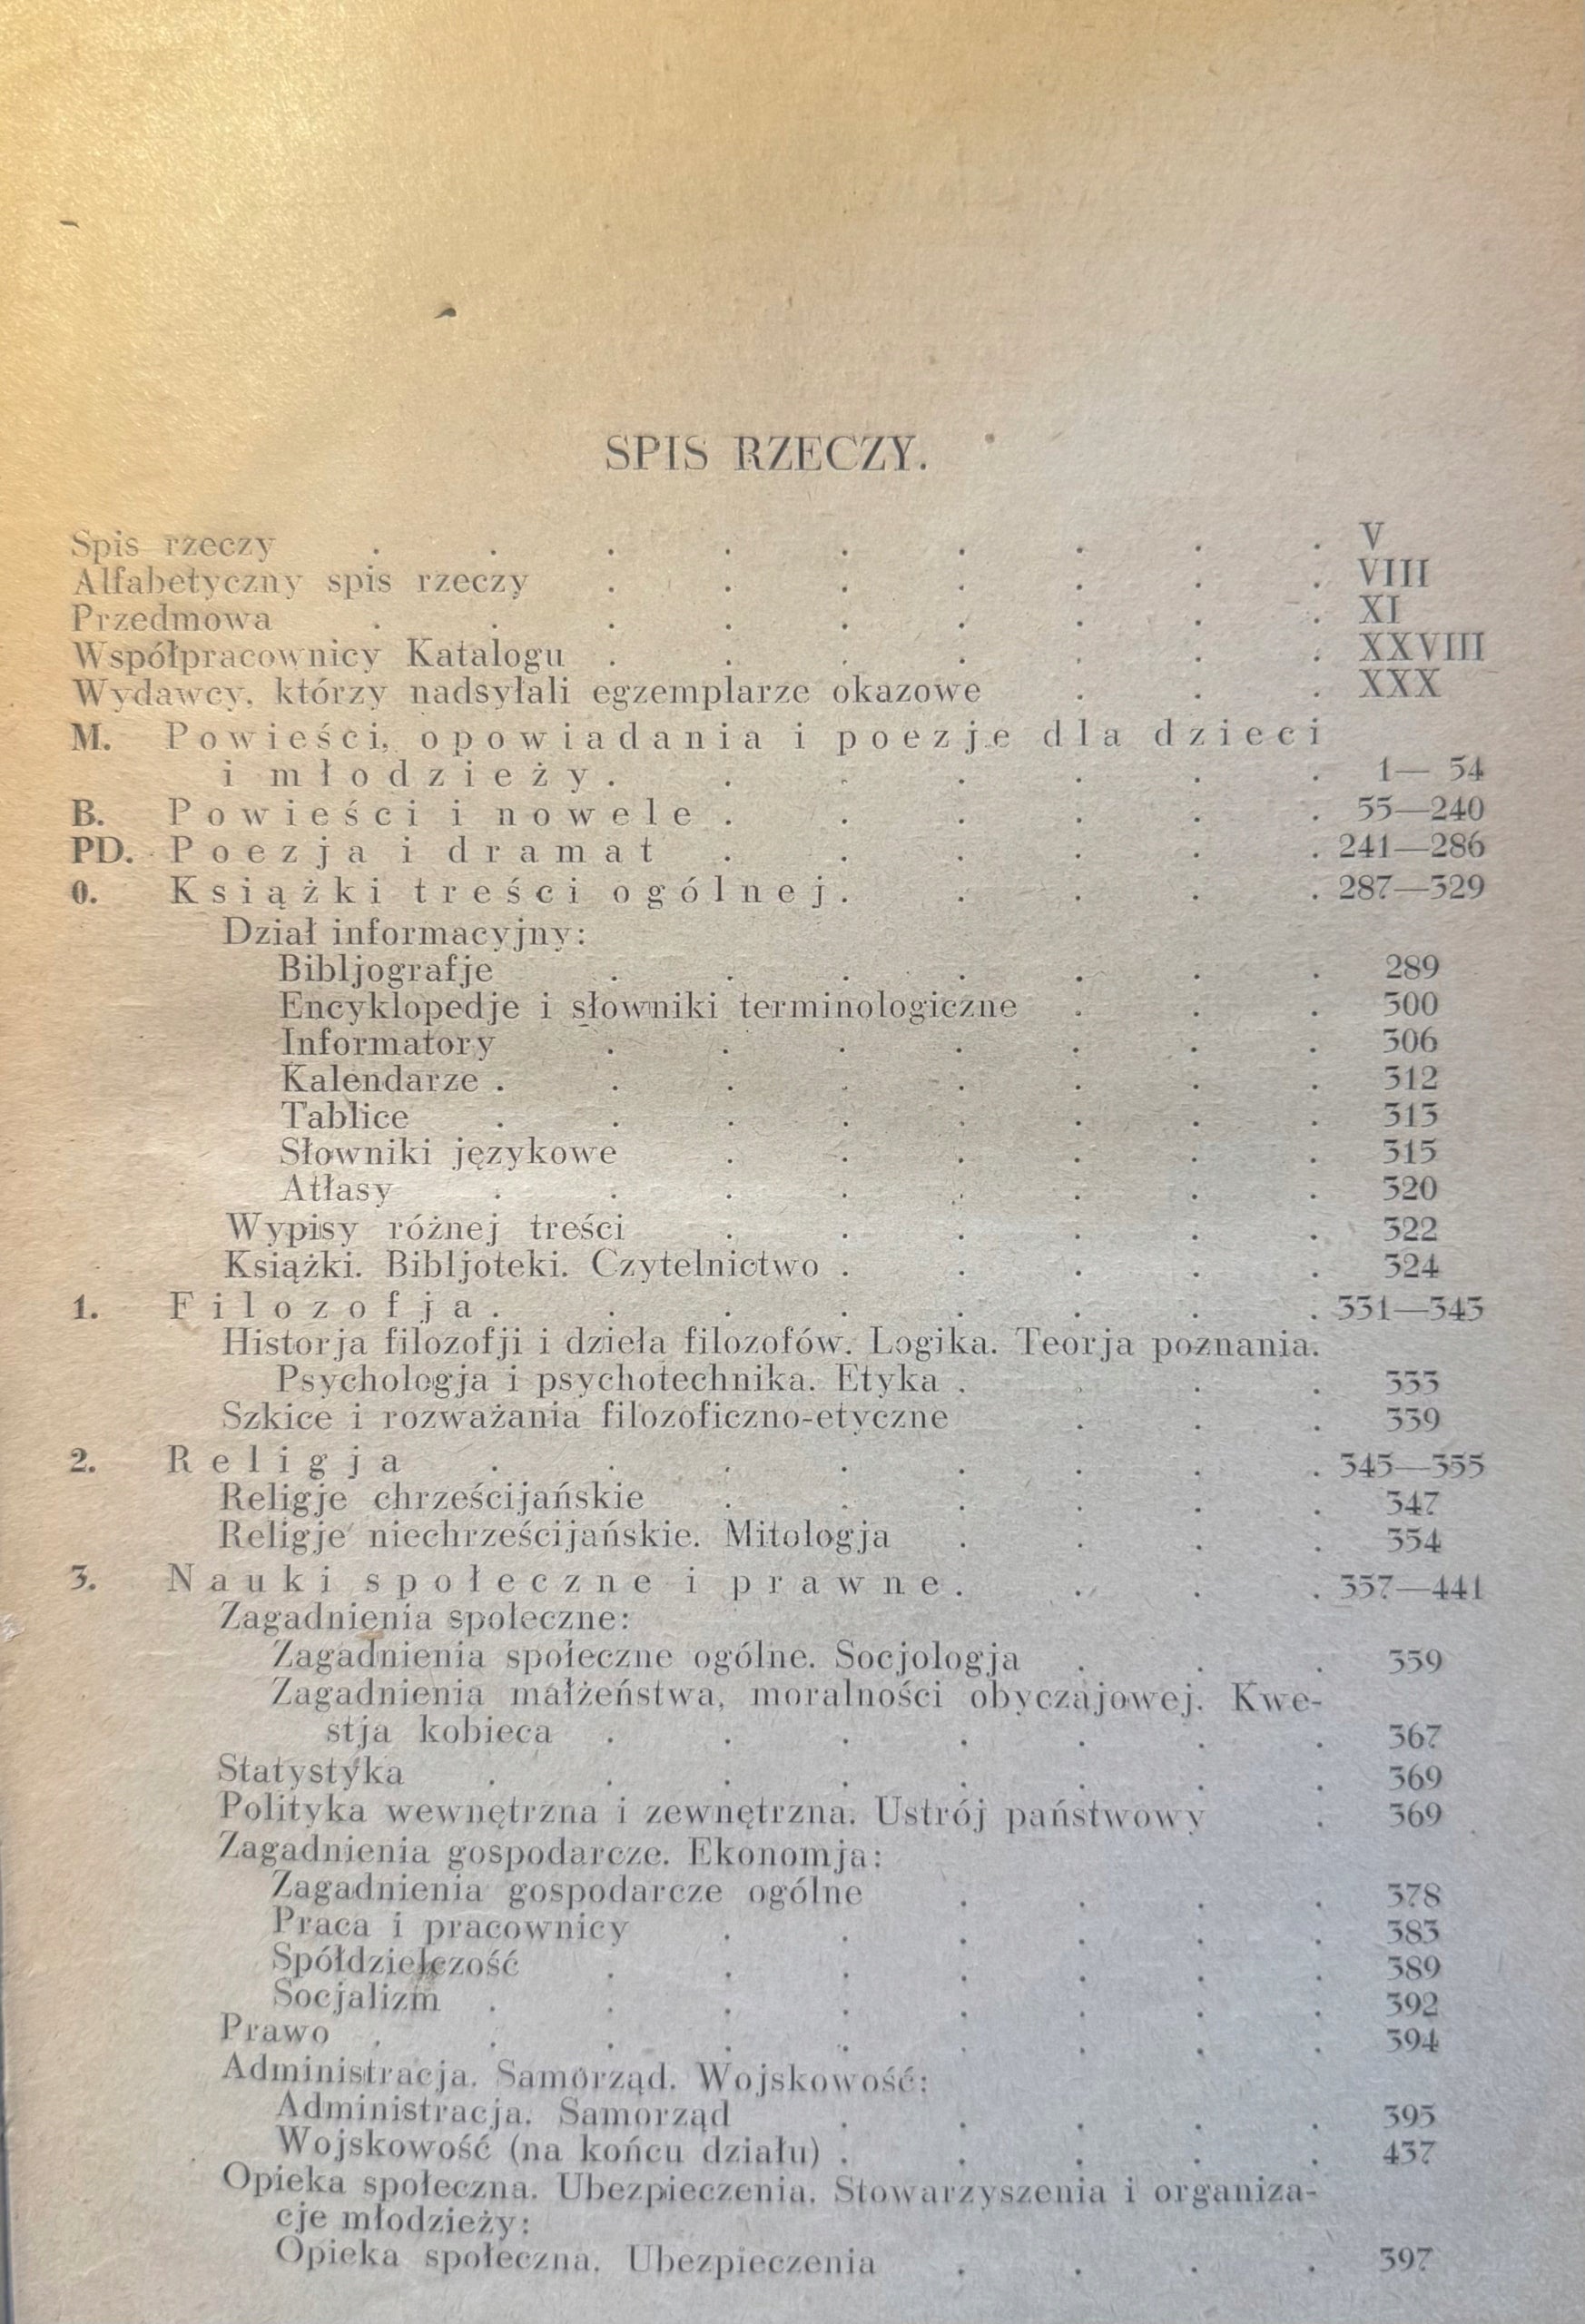 SPIS RZECZY.
Spis rzeczy . . . . . . . . . V
Alfabetyczny spis rzeczy . . . . . . . VIII
Przedmowa . . . . . . . . . XI
Współpracownicy Katalogu . . . . . . . XXVIII
Wydawcy, którzy nadsyłali egzemplarze okazowe . . . XXX
M. Powieści, opowiadania i poezje dla dzieci
i młodzieży . . . . . . . 1— 54
B. Powieści i nowele . . . . . . 55—240
PD. Poezja i dramat . . . . . . 241—286
0. Książki treści ogólnej . . . . . 287—329
Dział informacyjny:
Bibljografje . . . . . . . 289
Encyklopedje i słowniki terminologiczne . . . 300
Informatory . . . . . . . 306
Kalendarze . . . . . . . . 312
Tablice . . . . . . . . 313
Słowniki językowe . . . . . . 315
Atłasy . . . . . . . . 320
Wypisy różnej treści . . . . . . 322
Książki. Bibljoteki. Czytelnictwo . . . . . 324
1. Filozofja . . . . . . . . 331—343
Historja filozofji i dzieła filozofów. Logika. Teorja poznania.
Psychologja i psychotechnika. Etyka . . . . 333
Szkice i rozważania filozoficzno-etyczne . . . 339
2. Religja . . . . . . . . 345—355
Religje chrześcijańskie . . . . . . 347
Religje niechrześcijańskie. Mitologja . . . . 354
3. Nauki społeczne i prawne . . . . 357—441
Zagadnienia społeczne:
Zagadnienia społeczne ogólne. Socjologja . . . 359
Zagadnienia małżeństwa, moralności obyczajowej. Kwe-
stja kobieca . . . . . . . 367
Statystyka . . . . . . . . 369
Polityka wewnętrzna i zewnętrzna. Ustrój państwowy . 369
Zagadnienia gospodarcze. Ekonomja:
Zagadnienia gospodarcze ogólne . . . . 378
Praca i pracownicy . . . . . . 383
Spółdzielczość . . . . . . . 389
Socjalizm . . . . . . . . 392
Prawo . . . . . . . . . 394
Administracja. Samorząd. Wojskowość:
Administracja. Samorząd . . . . . 395
Wojskowość (na końcu działu) . . . . . 437
Opieka społeczna. Ubezpieczenia. Stowarzyszenia i organiza-
cje młodzieży:
Opieka społeczna. Ubezpieczenia . . . . 397